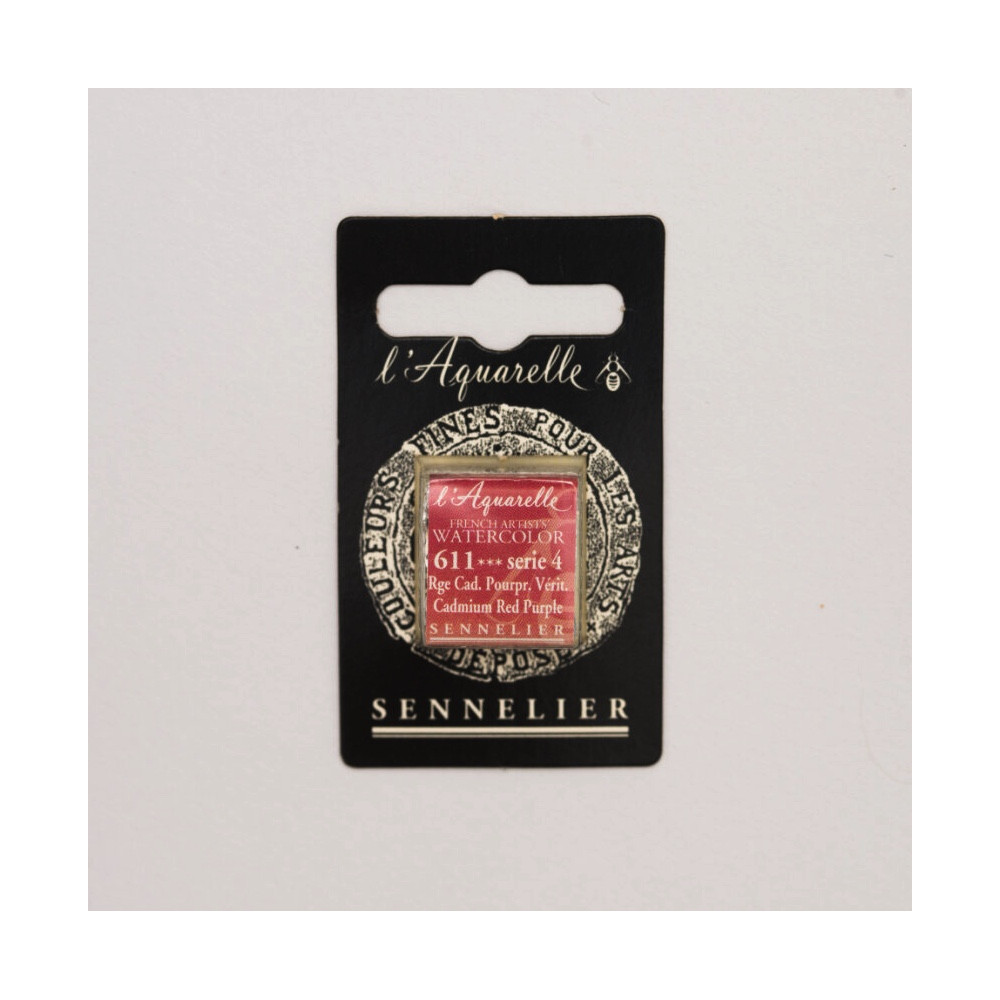 l'Aquarelle
COULEURS FINES POUR LES ARTS
l'Aquarelle
FRENCH ARTISTS'
WATERCOLOR
611*** serie 4
Rge Cad. Pourpr. Vérit.
Cadmium Red Purple
SENNELIER
DEPOSE
SENNELIER